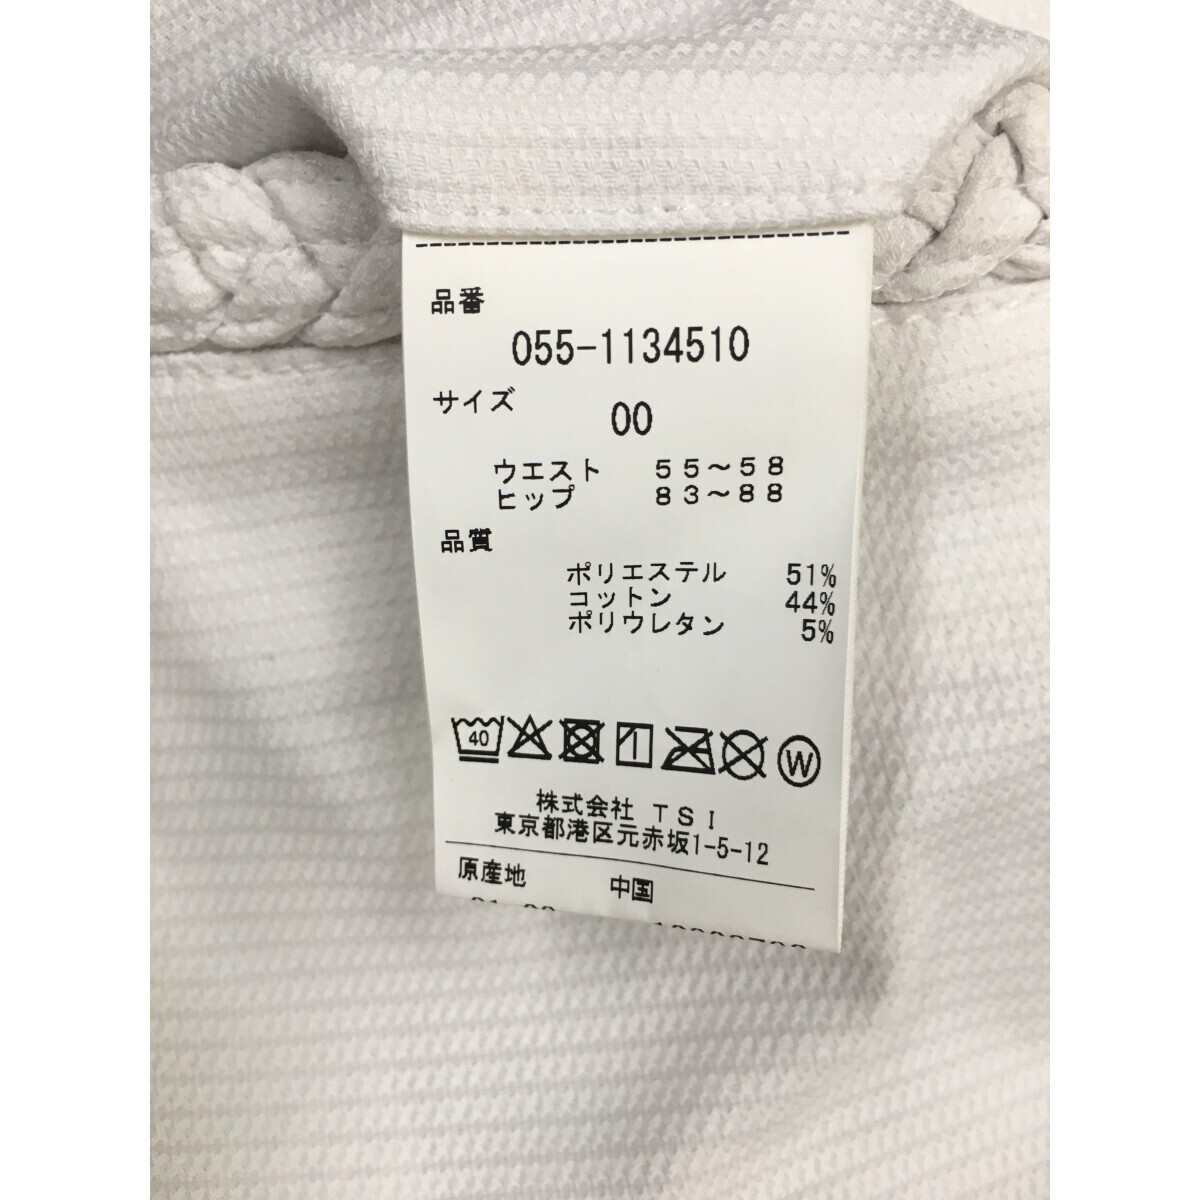 品番
055-1134510
サイズ
00
ウエスト 55～58
ヒップ 83～88
品質
ポリエステル 51%
コットン 44%
ポリウレタン 5%
40 W
株式会社 TSI
東京都港区元赤坂1-5-12
原産地 中国